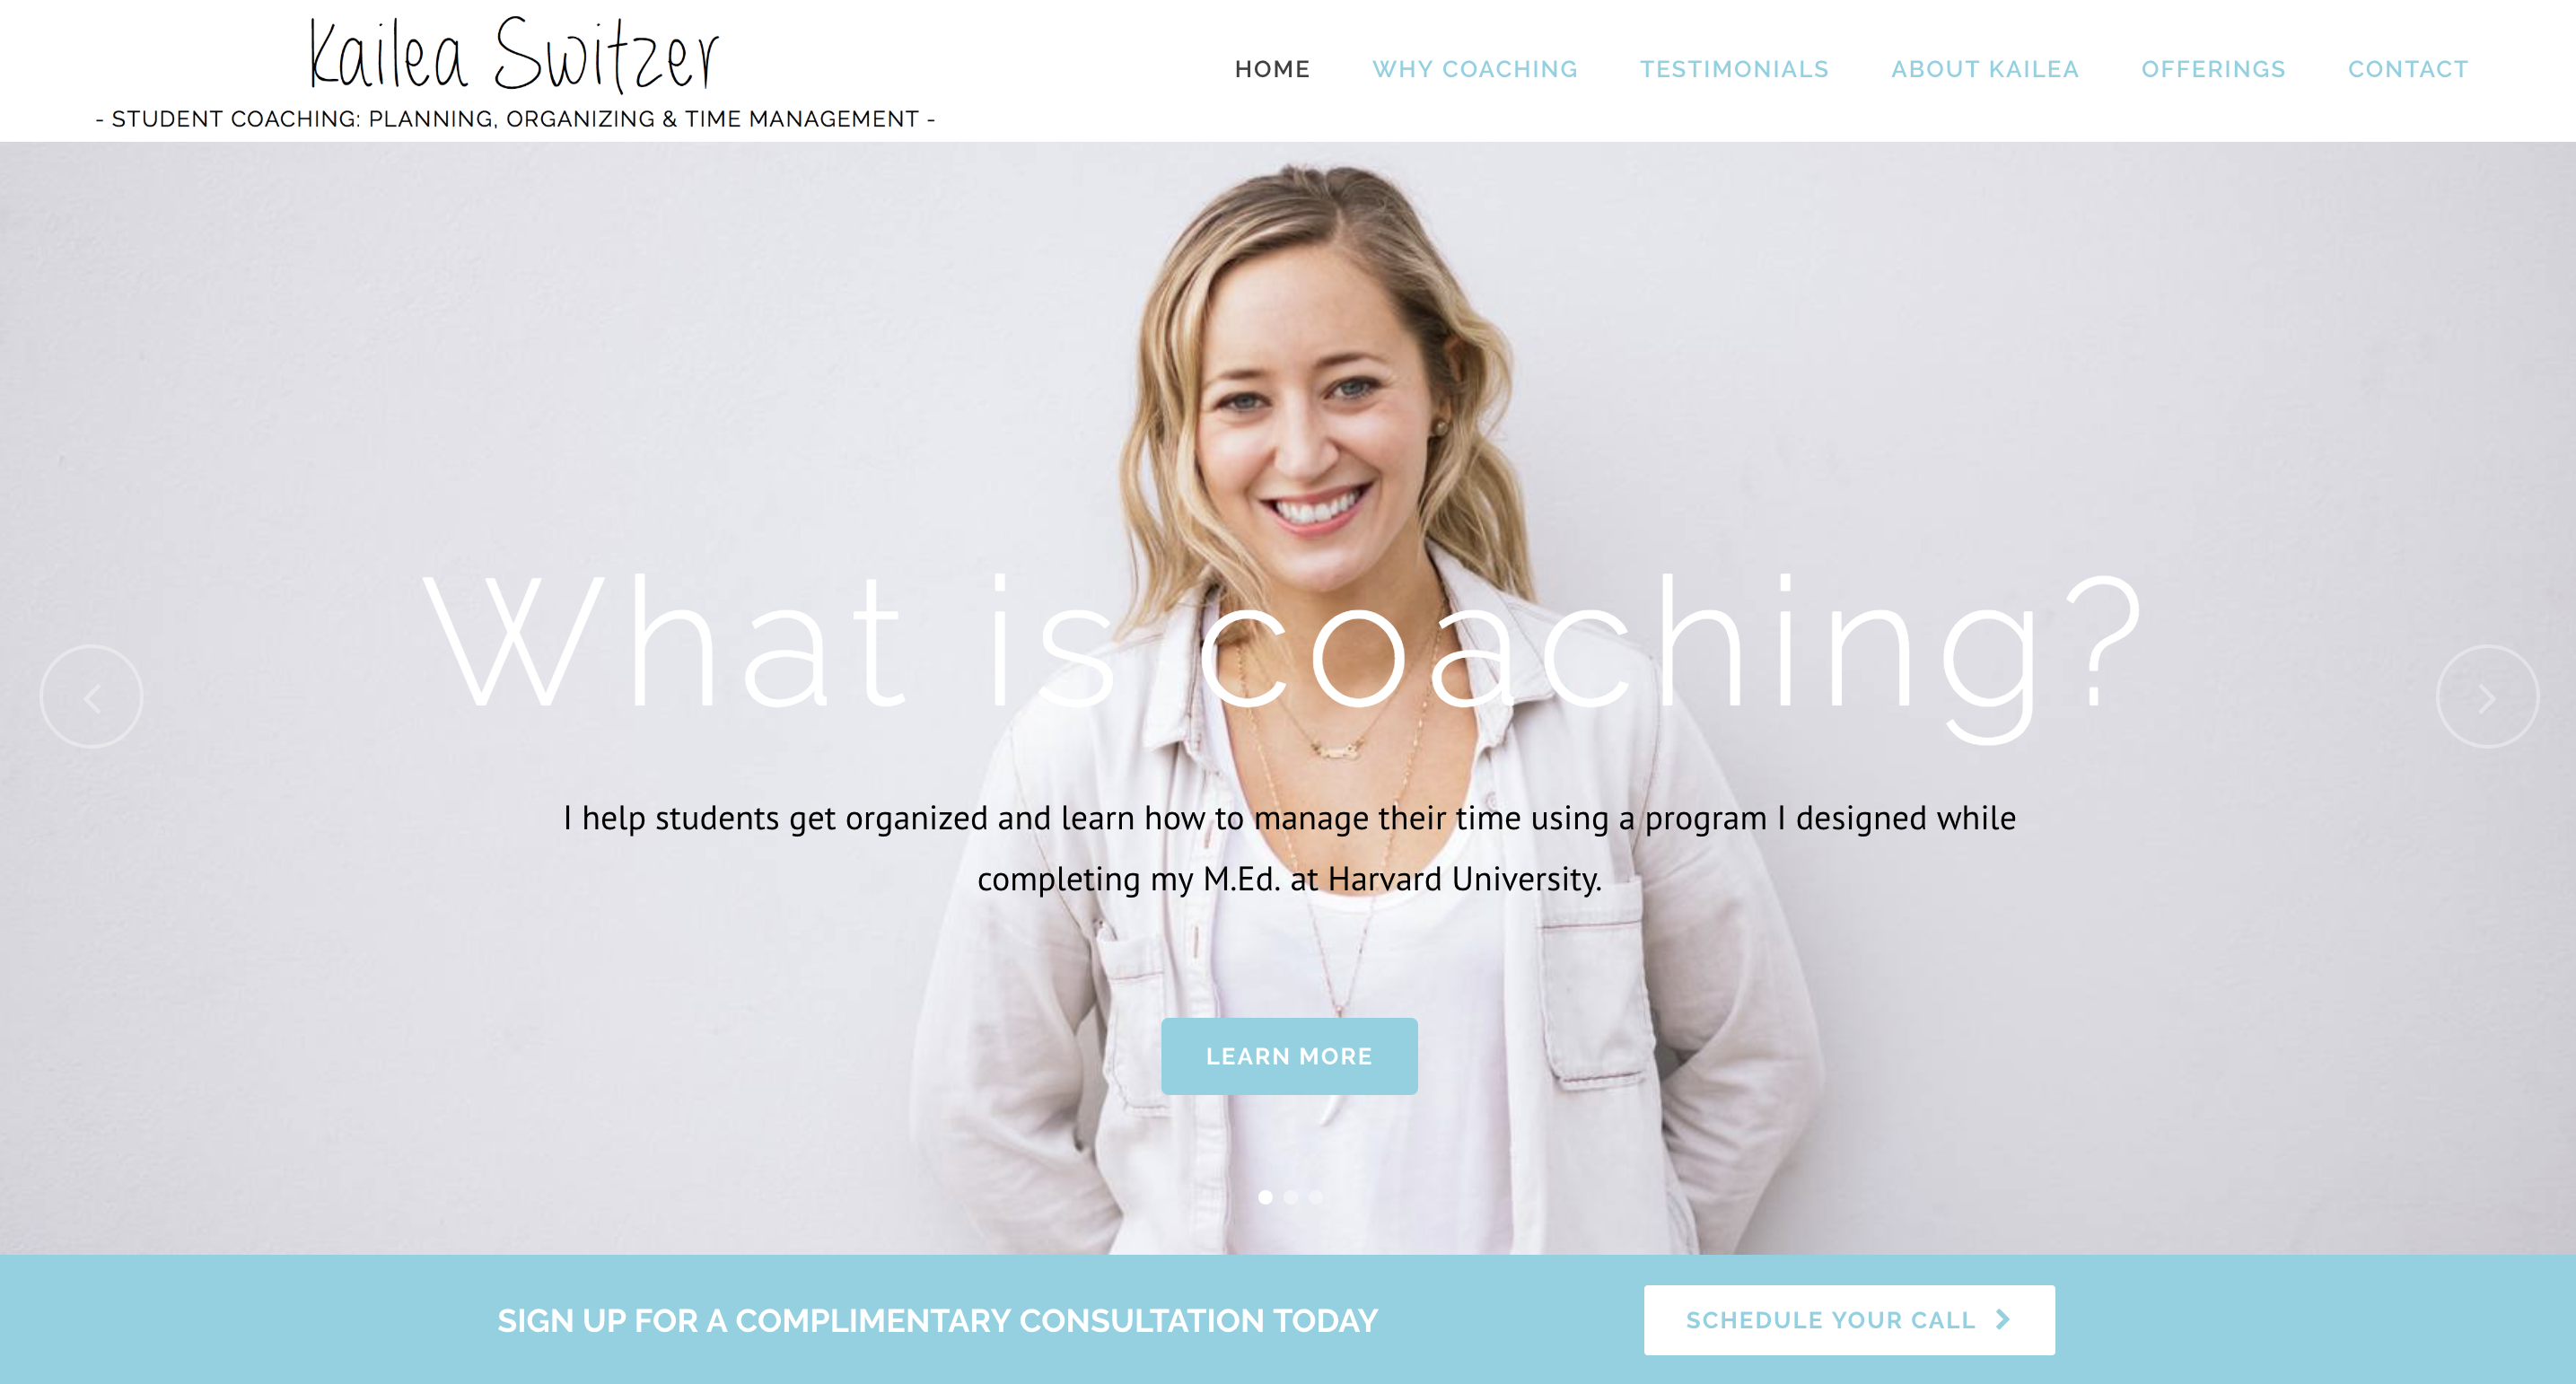 Kailea Switzer
- STUDENT COACHING: PLANNING, ORGANIZING & TIME MANAGEMENT -
HOME WHY COACHING TESTIMONIALS ABOUT KAILEA OFFERINGS CONTACT
What is coaching?
I help students get organized and learn how to manage their time using a program I designed while
completing my M.Ed. at Harvard University.
LEARN MORE
SIGN UP FOR A COMPLIMENTARY CONSULTATION TODAY
SCHEDULE YOUR CALL